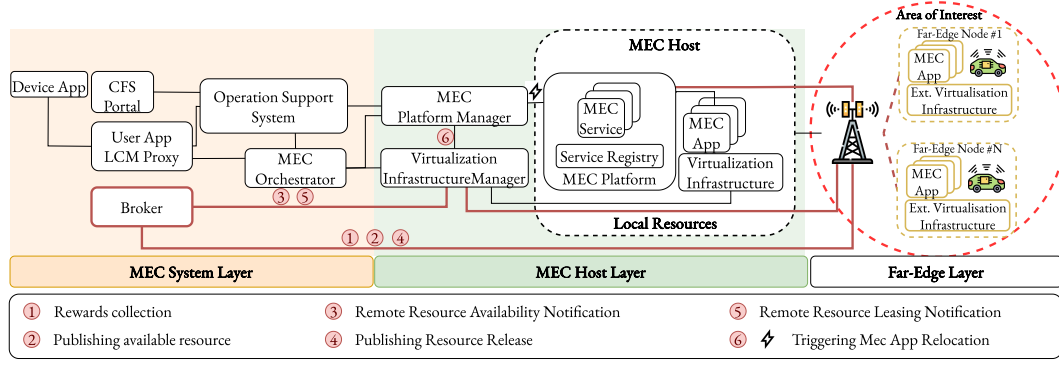 Area of Interest
Far-Edge Node #1
MEC
App
Ext. Virtualisation
Infrastructure
MEC Host
Device App
CFS
Portal
Operation Support
System
User App
LCM Proxy
MEC
Orchestrator
3 5
MEC
Platform Manager
6
Virtualization
InfrastructureManager
MEC
Service
Service Registry
MEC Platform
MEC
App
Virtualization
Infrastructure
Local Resources
Far-Edge Node #N
MEC
App
Ext. Virtualisation
Infrastructure
Broker
1 2 4
MEC System Layer
MEC Host Layer
Far-Edge Layer
1 Rewards collection
3 Remote Resource Availability Notification
5 Remote Resource Leasing Notification
2 Publishing available resource
4 Publishing Resource Release
6 Triggering Mec App Relocation